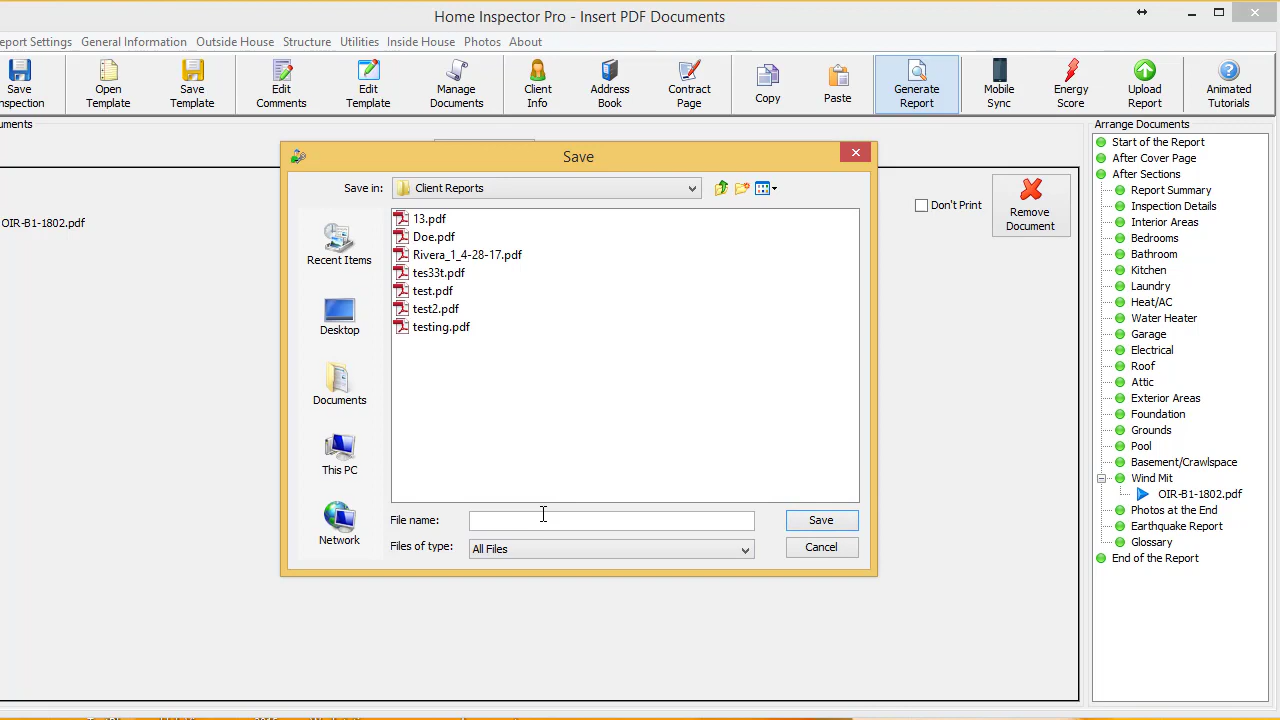 Home Inspector Pro - Insert PDF Documents
eport Settings General Information Outside House Structure Utilities Inside House Photos About
Save
nspection
Open
Template
Save
Template
Edit
Comments
Edit
Template
Manage
Documents
Client
Info
Address
Book
Contract
Page
Copy
Paste
Generate
Report
Mobile
Sync
Energy
Score
Upload
Report
Animated
Tutorials
uments
OIR-B1-1802.pdf
Don't Print
Remove
Document
Save
Save in:
Client Reports
Recent Items
Desktop
Documents
This PC
Network
13.pdf
Doe.pdf
Rivera_1_4-28-17.pdf
tes33t.pdf
test.pdf
test2.pdf
testing.pdf
File name:
Save
Files of type:
All Files
Cancel
Arrange Documents
Start of the Report
After Cover Page
After Sections
Report Summary
Inspection Details
Interior Areas
Bedrooms
Bathroom
Kitchen
Laundry
Heat/AC
Water Heater
Garage
Electrical
Roof
Attic
Exterior Areas
Foundation
Grounds
Pool
Basement/Crawlspace
Wind Mit
OIR-B1-1802.pdf
Photos at the End
Earthquake Report
Glossary
End of the Report